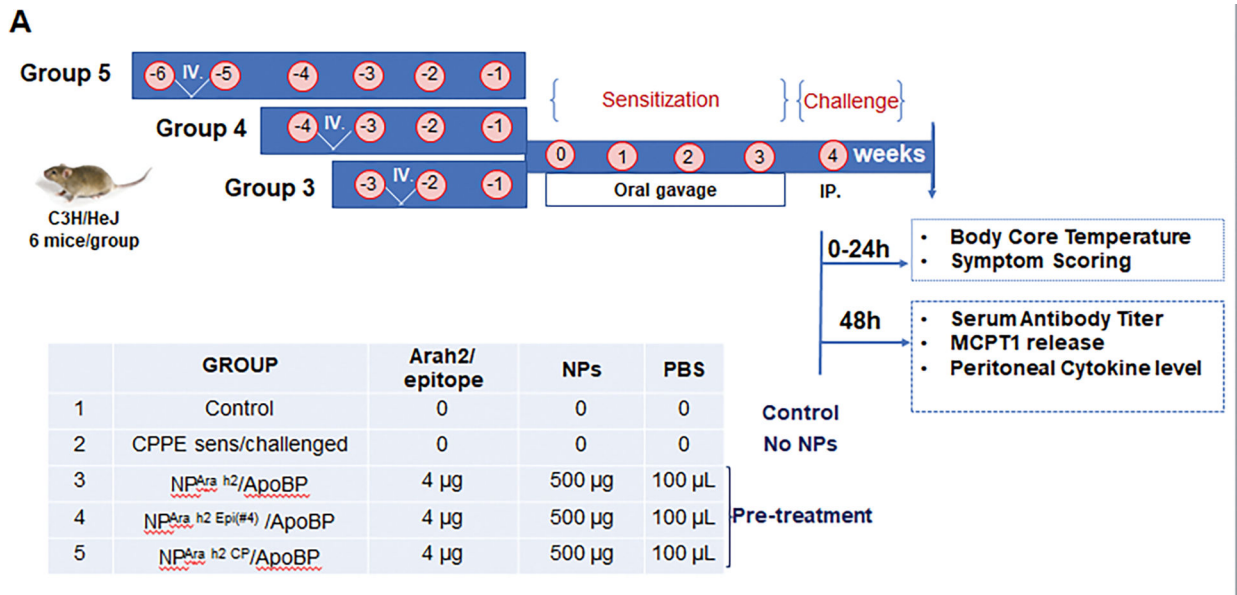 A
Group 5
-6 IV. -5 -4 -3 -2 -1
Group 4
-4 IV. -3 -2 -1
Group 3
-3 IV. -2 -1
Sensitization
Challenge
0 1 2 3 4 weeks
Oral gavage
IP.
C3H/HeJ
6 mice/group
0-24h
• Body Core Temperature
• Symptom Scoring
48h
• Serum Antibody Titer
• MCPT1 release
• Peritoneal Cytokine level
GROUP Arah2/ epitope NPs PBS
1 Control 0 0 0
2 CPPE sens/challenged 0 0 0
3 NPAra h2/ApoBP 4 µg 500 µg 100 µL
4 NPAra h2 Epi(#4) /ApoBP 4 µg 500 µg 100 µL
5 NPAra h2 CP/ApoBP 4 µg 500 µg 100 µL
Control
No NPs
Pre-treatment